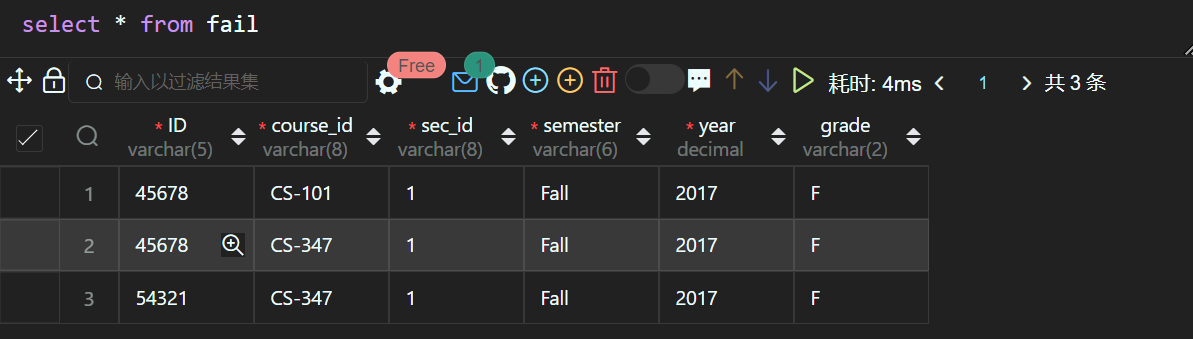 select * from fail
输入以过滤结果集 Free 1 耗时: 4ms 1 共 3 条
* ID * course_id * sec_id * semester * year grade
varchar(5) varchar(8) varchar(8) varchar(6) decimal varchar(2)
1 45678 CS-101 1 Fall 2017 F
2 45678 CS-347 1 Fall 2017 F
3 54321 CS-347 1 Fall 2017 F